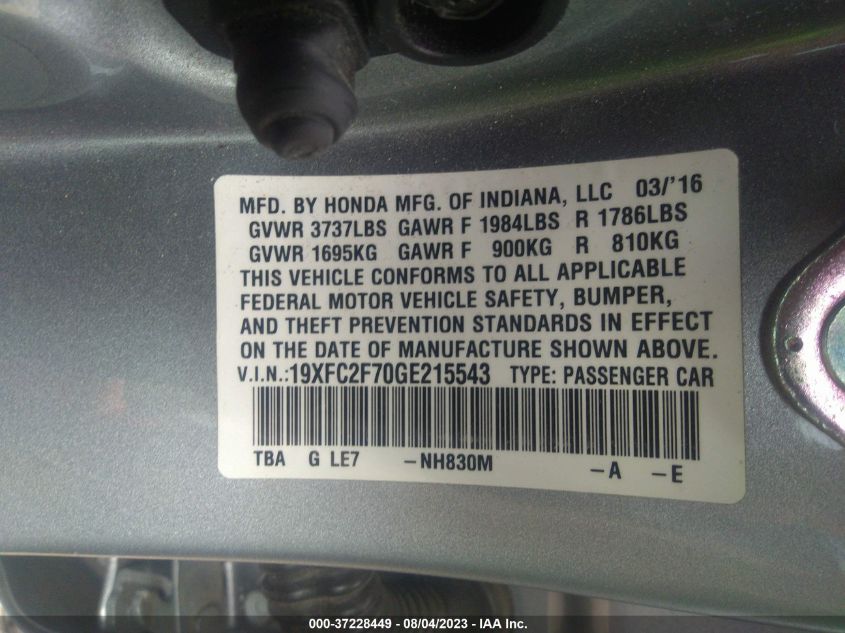 MFD. BY HONDA MFG. OF INDIANA, LLC 03/'16
GVWR 3737LBS GAWR F 1984LBS R 1786LBS
GVWR 1695KG GAWR F 900KG R 810KG
THIS VEHICLE CONFORMS TO ALL APPLICABLE
FEDERAL MOTOR VEHICLE SAFETY, BUMPER,
AND THEFT PREVENTION STANDARDS IN EFFECT
ON THE DATE OF MANUFACTURE SHOWN ABOVE.
V.I.N.:19XFC2F70GE215543 TYPE: PASSENGER CAR
TBA G LE7 -NH830M -A -E
000-37228449 - 08/04/2023 - IAA Inc.